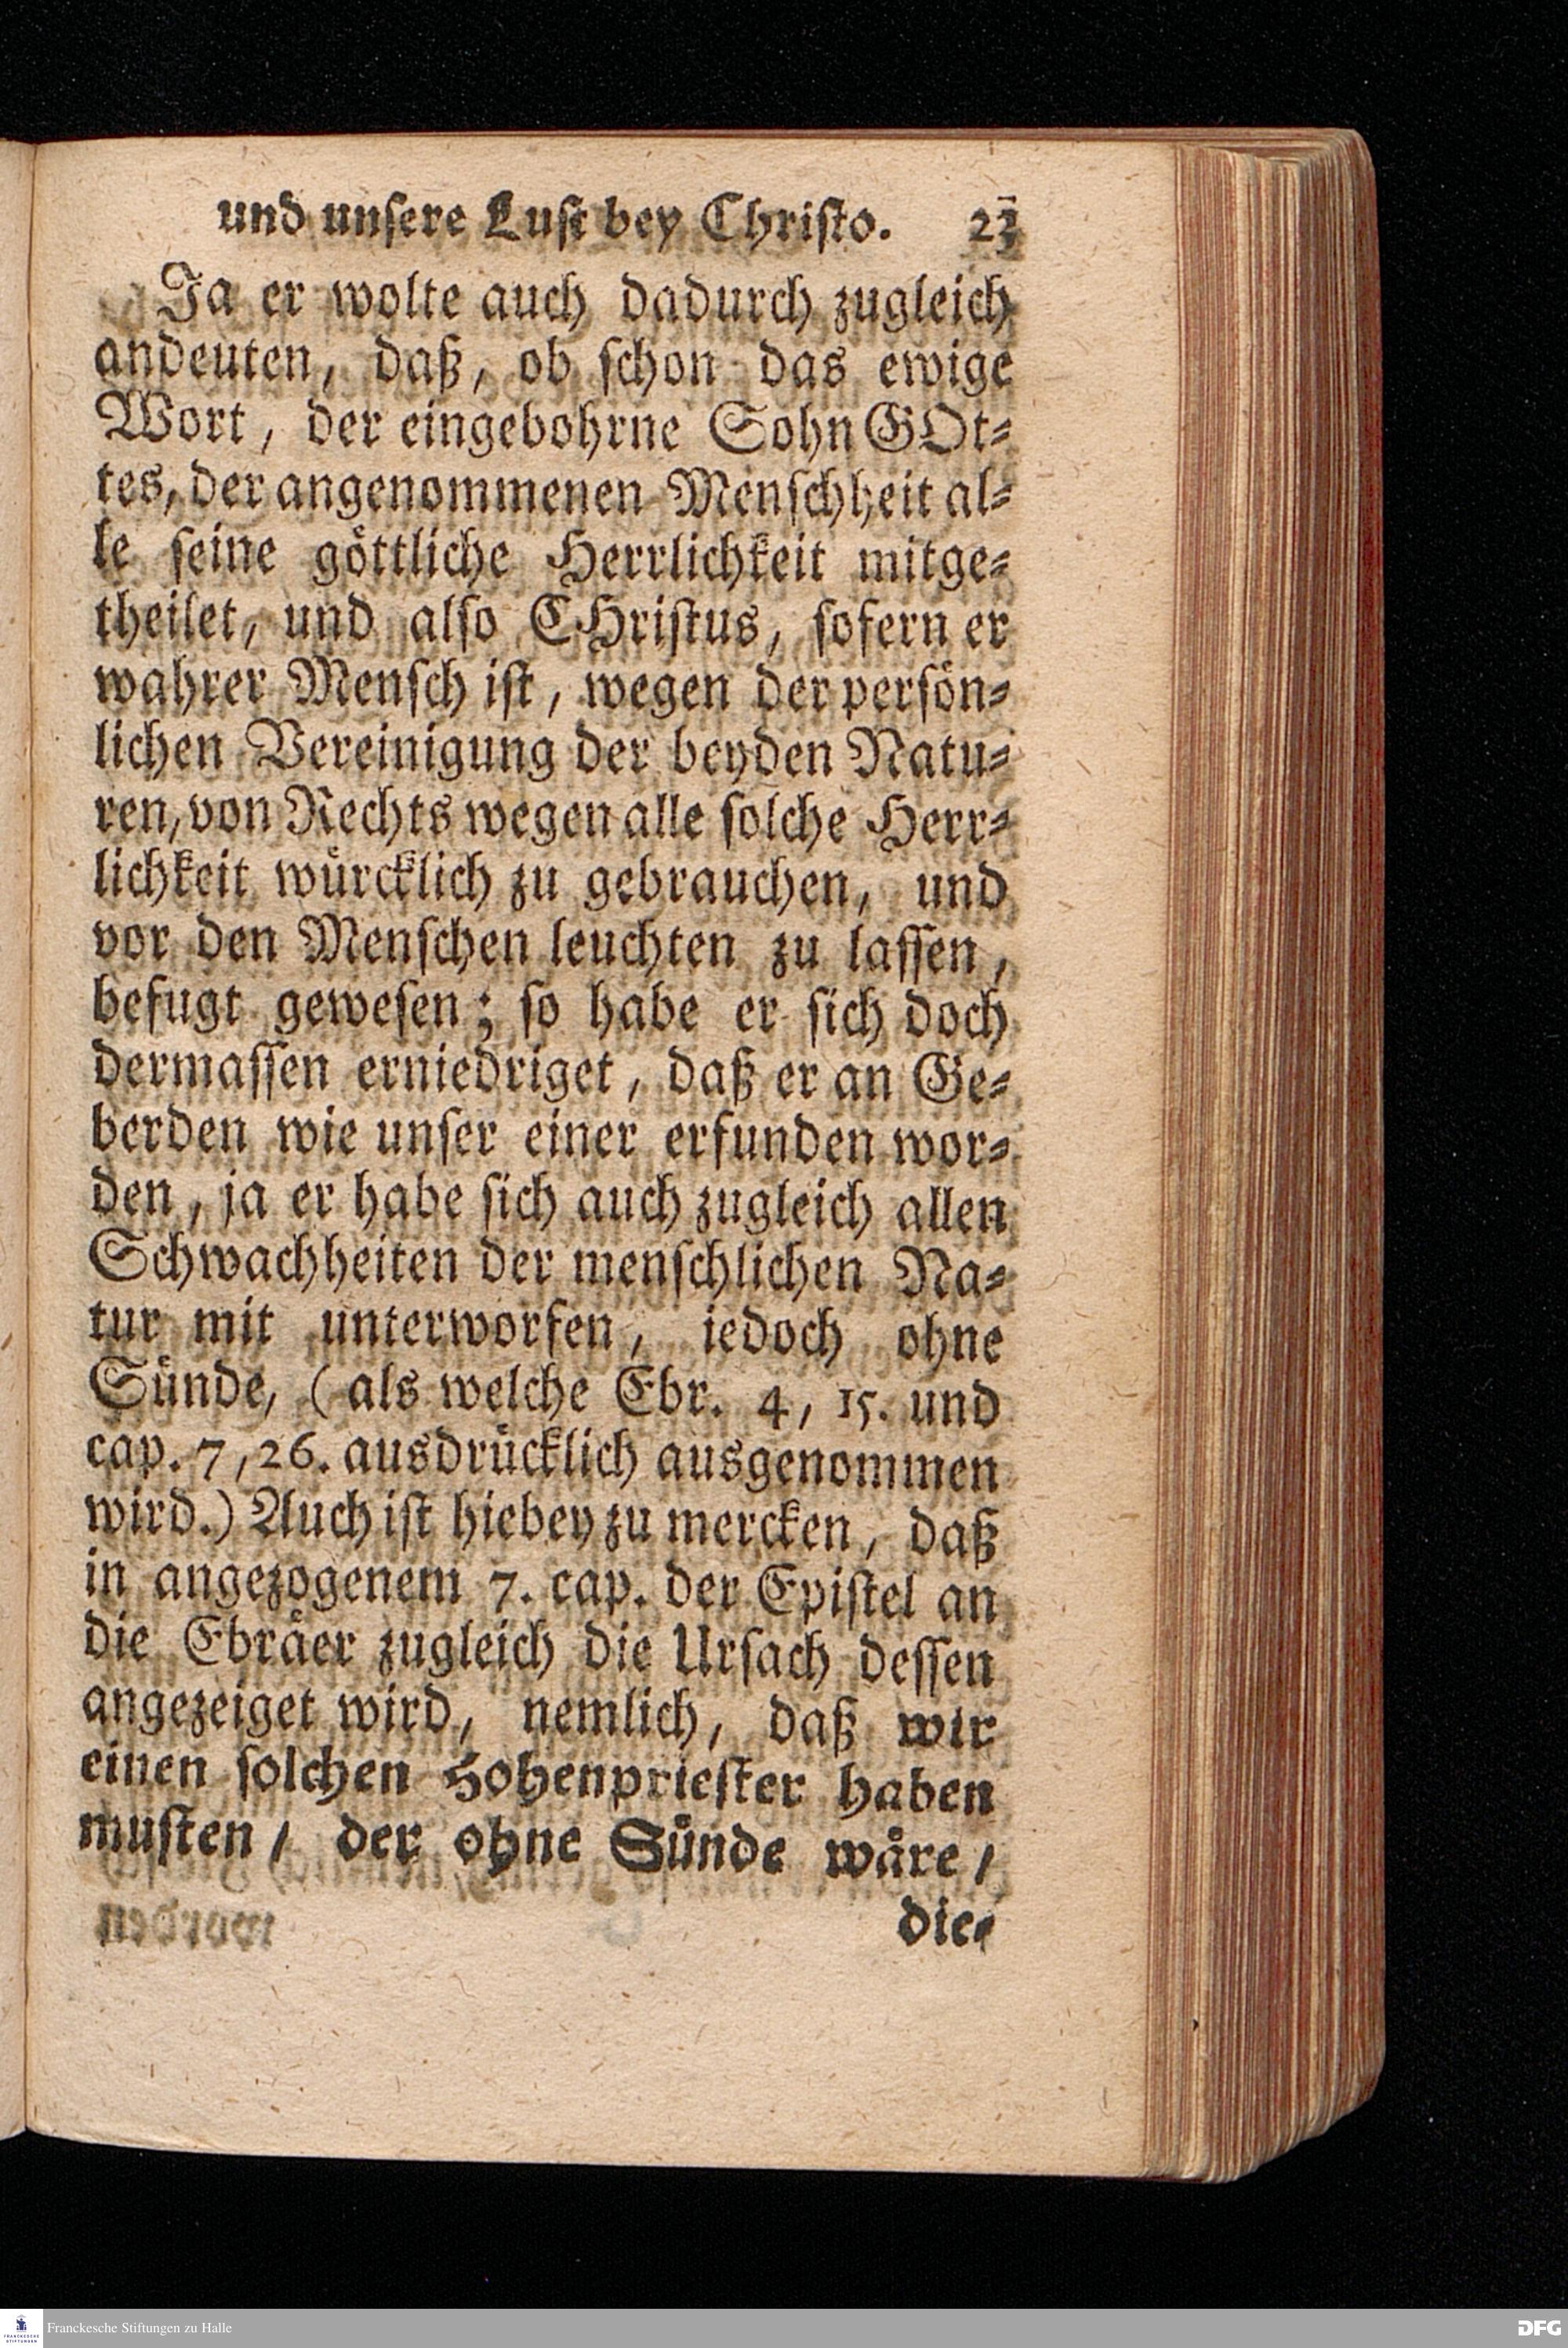 und unsere Lust bey Christo. 23
Ja er wolte auch dadurch zugleich
andeuten, daß, ob schon das ewige
Wort, der eingebohrne Sohn GOt-
tes, der angenommenen Menschheit al-
le seine göttliche Herrlichkeit mitge-
theilet, und also CHristus, sofern er
wahrer Mensch ist, wegen der persön-
lichen Vereinigung der beyden Natu-
ren, von Rechts wegen alle solche Herr-
lichkeit würcklich zu gebrauchen, und
vor den Menschen leuchten zu lassen,
befugt gewesen; so habe er sich doch
dermassen erniedriget, daß er an Ge-
berden wie unser einer erfunden wor-
den, ja er habe sich auch zugleich allen
Schwachheiten der menschlichen Na-
tur mit unterworfen, iedoch ohne
Sünde, (als welche Ebr. 4, 15. und
cap. 7, 26. ausdrücklich ausgenommen
wird.) Auch ist hiebey zu mercken, daß
in angezogenem 7. cap. der Epistel an
die Ebräer zugleich die Ursach dessen
angezeiget wird, nemlich, daß wir
einen solchen Hohenpriester haben
musten / der ohne Sünde wäre /
die-
FRANCKESCHE STIFTUNGEN
Franckesche Stiftungen zu Halle
DFG